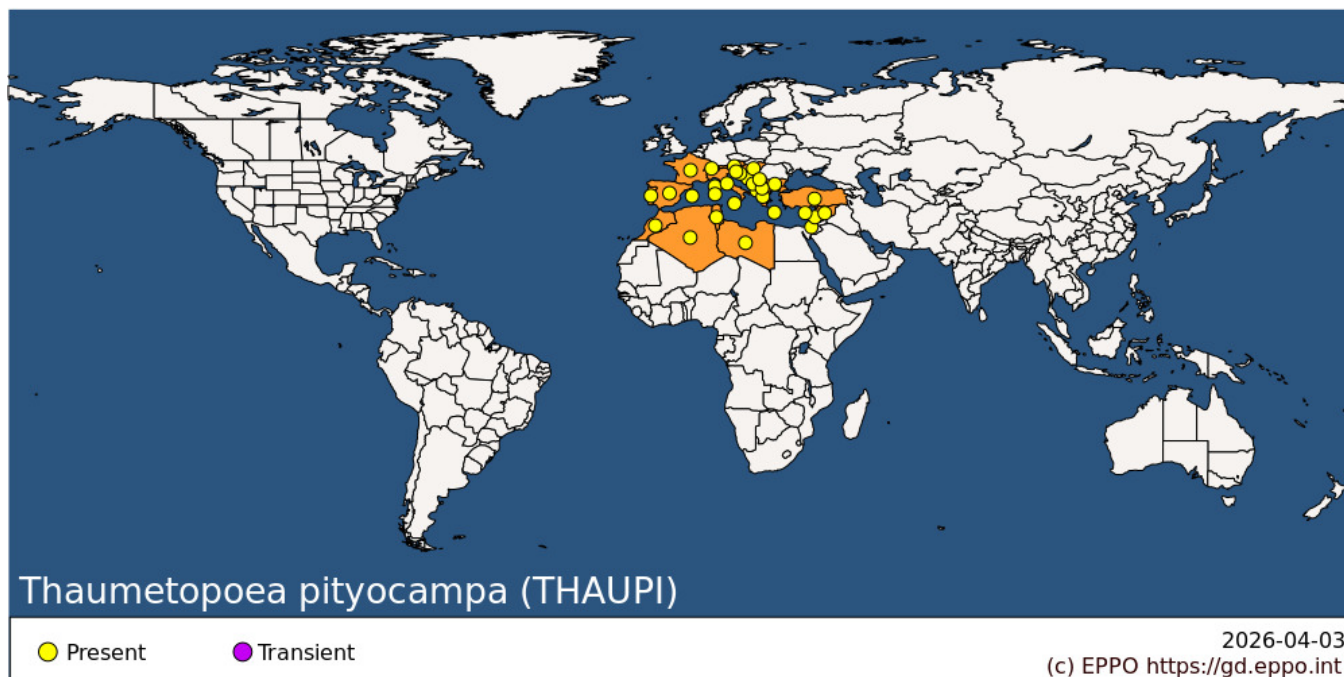 Thaumetopoea pityocampa (THAUPI)
Present
Transient
2026-04-03
(c) EPPO https://gd.eppo.int